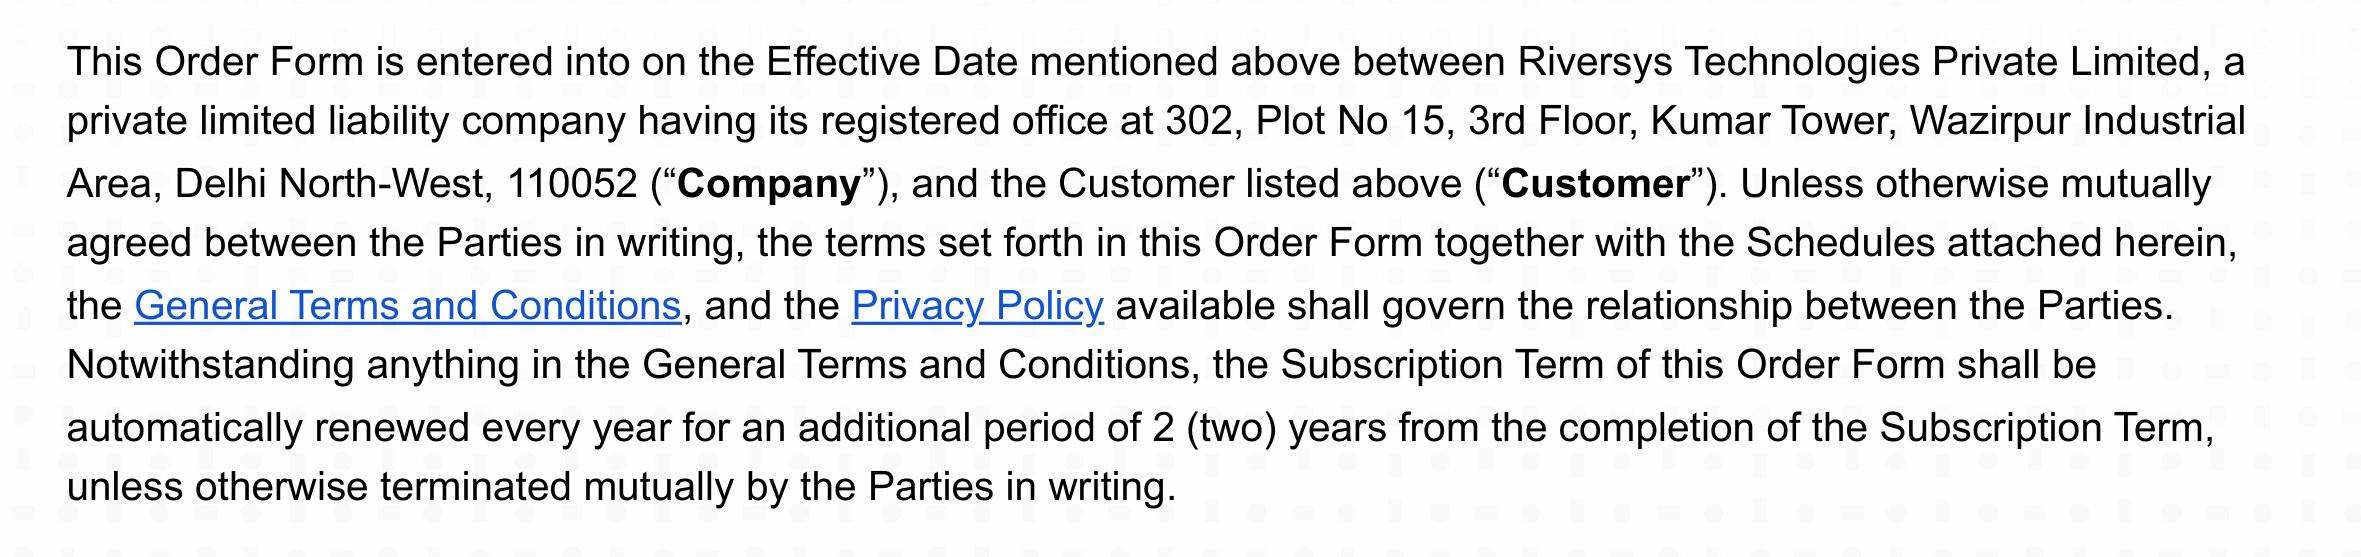 This Order Form is entered into on the Effective Date mentioned above between Riversys Technologies Private Limited, a
private limited liability company having its registered office at 302, Plot No 15, 3rd Floor, Kumar Tower, Wazirpur Industrial
Area, Delhi North-West, 110052 (“Company”), and the Customer listed above (“Customer”). Unless otherwise mutually
agreed between the Parties in writing, the terms set forth in this Order Form together with the Schedules attached herein,
the General Terms and Conditions, and the Privacy Policy available shall govern the relationship between the Parties.
Notwithstanding anything in the General Terms and Conditions, the Subscription Term of this Order Form shall be
automatically renewed every year for an additional period of 2 (two) years from the completion of the Subscription Term,
unless otherwise terminated mutually by the Parties in writing.